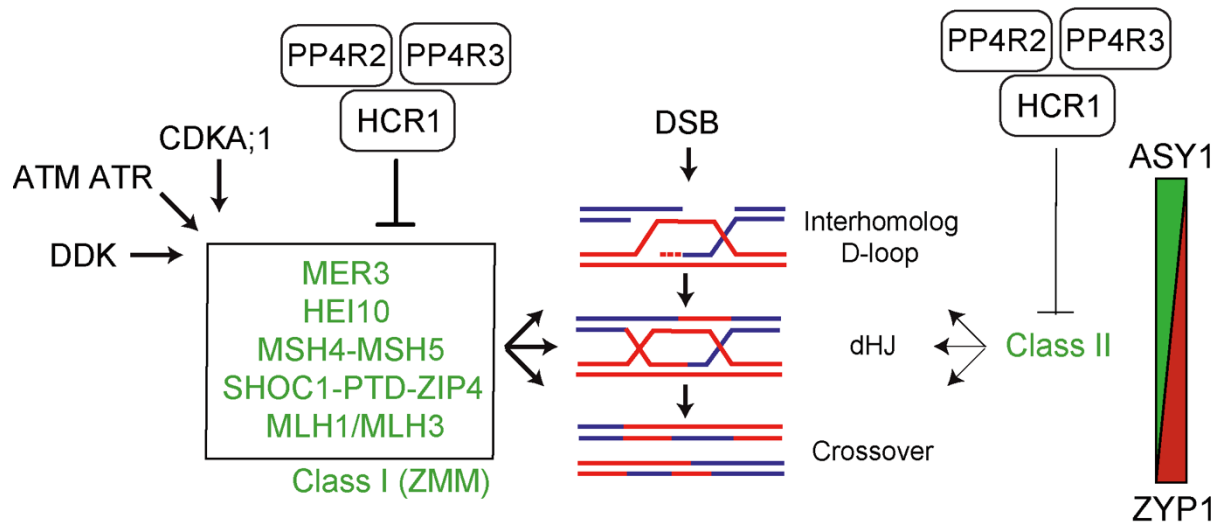 PP4R2 PP4R3
HCR1
CDKA;1
ATM ATR
DDK
MER3
HEI10
MSH4-MSH5
SHOC1-PTD-ZIP4
MLH1/MLH3
Class I (ZMM)
DSB
Interhomolog
D-loop
dHJ
Crossover
PP4R2 PP4R3
HCR1
Class II
ASY1
ZYP1